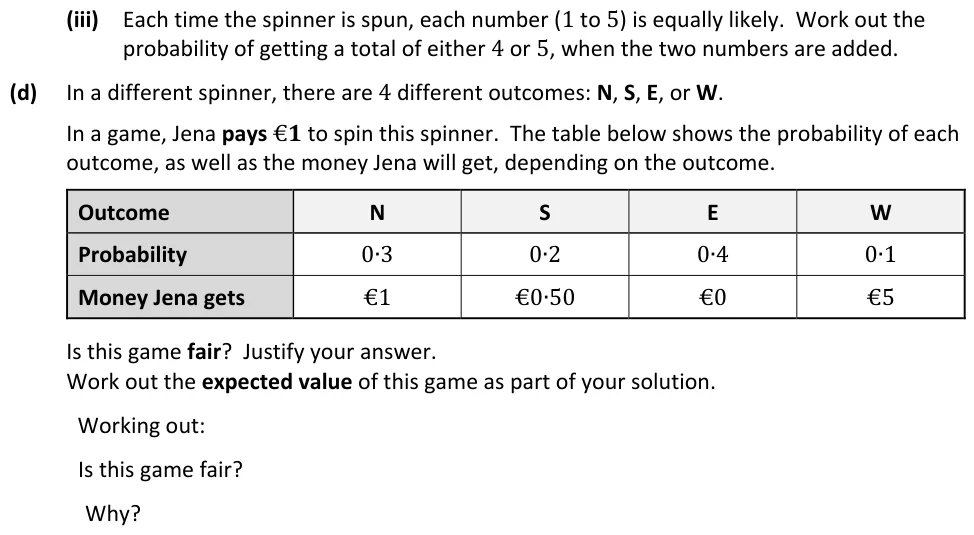 (iii) Each time the spinner is spun, each number (1 to 5) is equally likely. Work out the
probability of getting a total of either 4 or 5, when the two numbers are added.
(d) In a different spinner, there are 4 different outcomes: N, S, E, or W.
In a game, Jena pays €1 to spin this spinner. The table below shows the probability of each
outcome, as well as the money Jena will get, depending on the outcome.
Outcome N S E W
Probability 0·3 0·2 0·4 0·1
Money Jena gets €1 €0·50 €0 €5
Is this game fair? Justify your answer.
Work out the expected value of this game as part of your solution.
Working out:
Is this game fair?
Why?